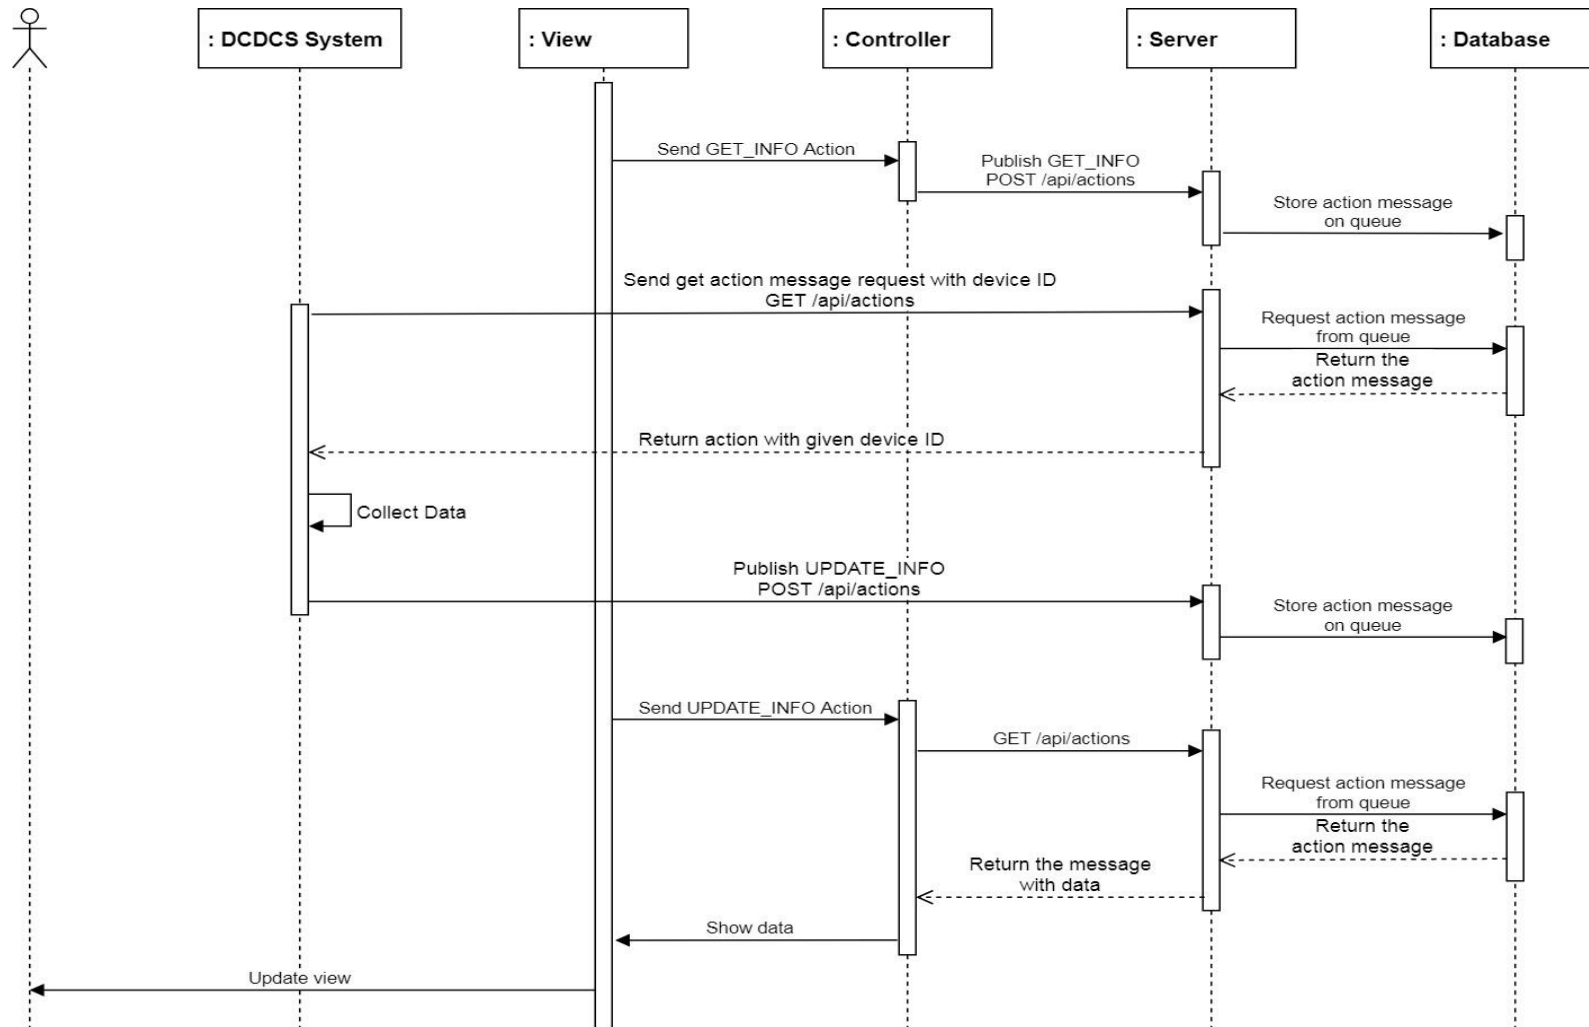 : DCDCS System
: View
: Controller
: Server
: Database
Send GET_INFO Action
Publish GET_INFO
POST /api/actions
Store action message
on queue
Send get action message request with device ID
GET /api/actions
Request action message
from queue
Return the
action message
Return action with given device ID
Collect Data
Publish UPDATE_INFO
POST /api/actions
Store action message
on queue
Send UPDATE_INFO Action
GET /api/actions
Request action message
from queue
Return the
action message
Return the message
with data
Show data
Update view